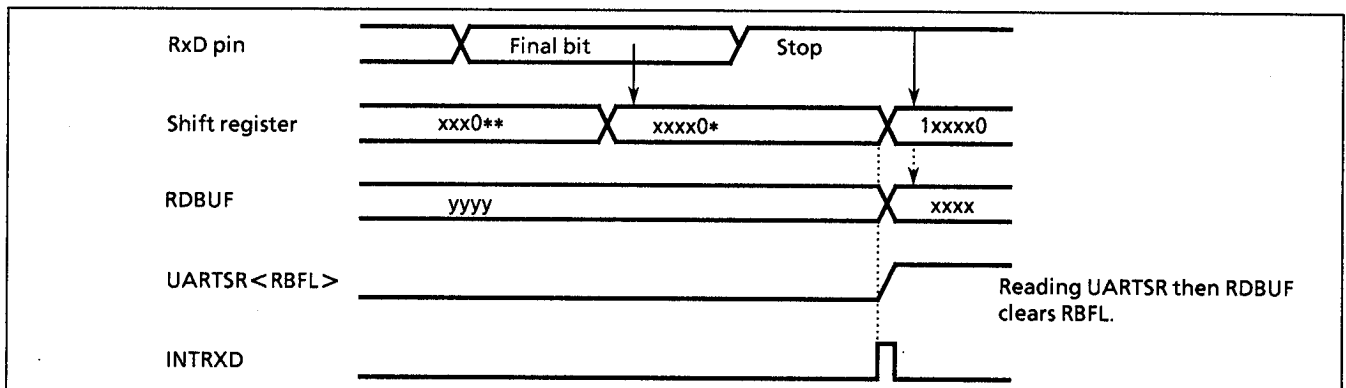 RxD pin Final bit Stop
Shift register xxx0** xxxx0* 1xxxx0
RDBUF yyyy xxxx
UARTSR<RBFL>
Reading UARTSR then RDBUF
clears RBFL.
INTRXD